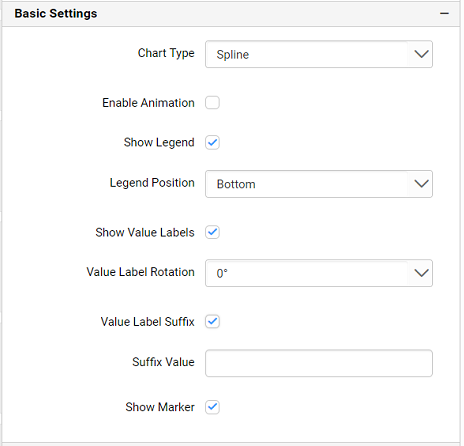 Basic Settings
Chart Type Spline
Enable Animation
Show Legend
Legend Position Bottom
Show Value Labels
Value Label Rotation 0°
Value Label Suffix
Suffix Value
Show Marker